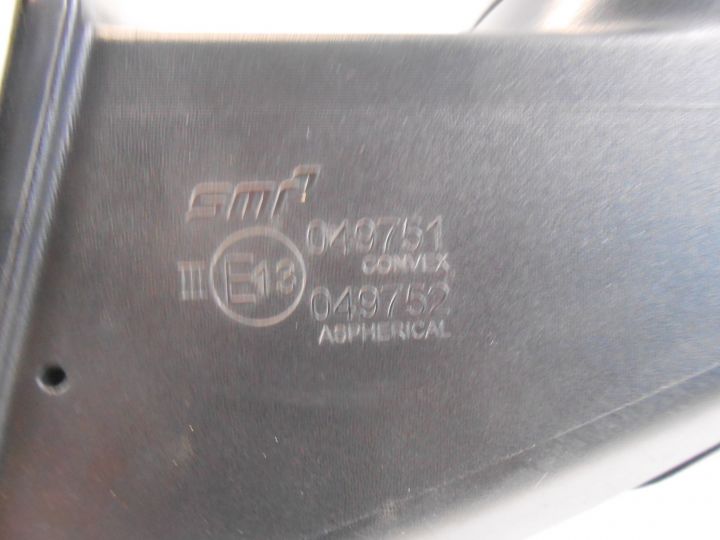 smr
049751
CONVEX
III E13
049752
ASPHERICAL